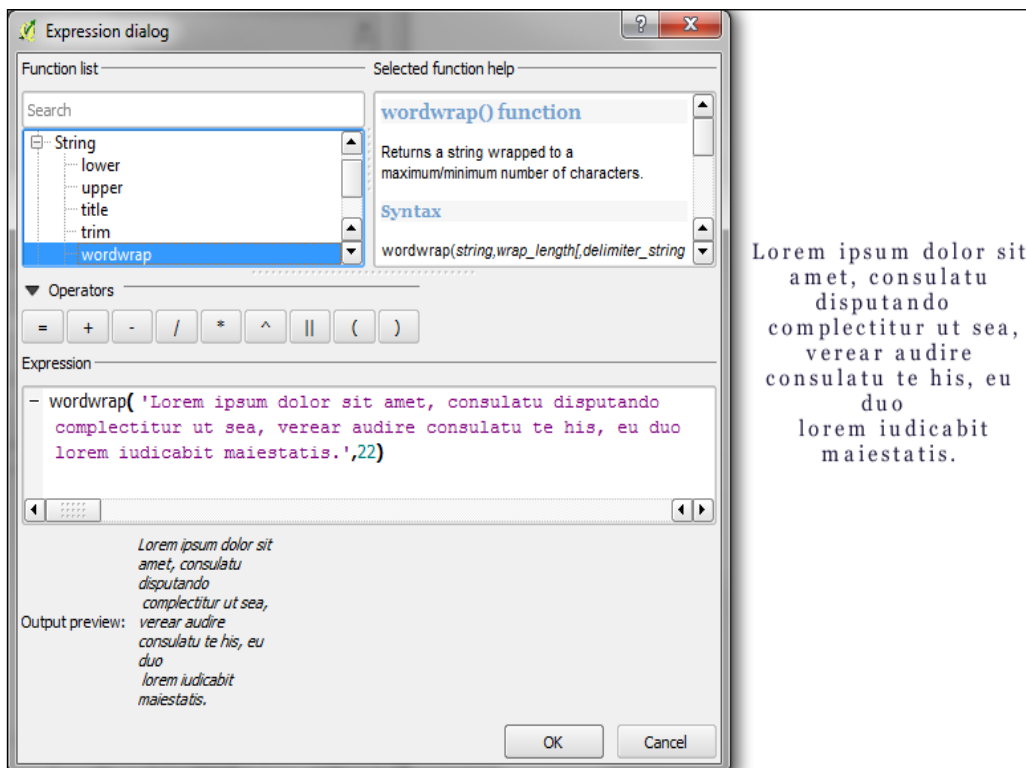 Expression dialog
?
X
Function list
Selected function help
Search
String
lower
upper
title
trim
wordwrap
wordwrap() function
Returns a string wrapped to a
maximum/minimum number of characters.
Syntax
wordwrap(string,wrap_length[,delimiter_string
Operators
= + - / * ^ || ( )
Expression
wordwrap( 'Lorem ipsum dolor sit amet, consulatu disputando
complectitur ut sea, verear audire consulatu te his, eu duo
lorem iudicabit maiestatis.',22)
Output preview:
Lorem ipsum dolor sit
amet, consulatu
disputando
complectitur ut sea,
verear audire
consulatu te his, eu
duo
lorem iudicabit
maiestatis.
OK
Cancel
Lorem ipsum dolor sit
amet, consulatu
disputando
complectitur ut sea,
verear audire
consulatu te his, eu
duo
lorem iudicabit
maiestatis.